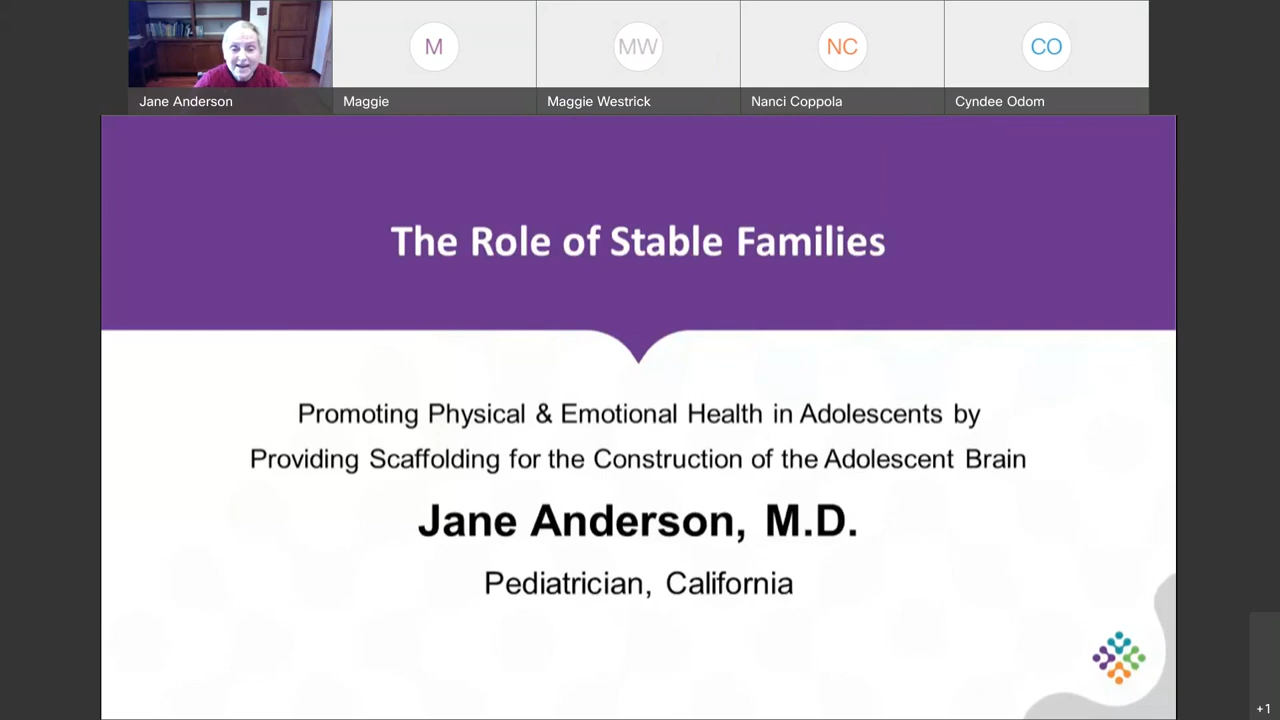 M
MW
NC
CO
Jane Anderson
Maggie
Maggie Westrick
Nanci Coppola
Cyndee Odom
The Role of Stable Families
Promoting Physical & Emotional Health in Adolescents by
Providing Scaffolding for the Construction of the Adolescent Brain
Jane Anderson, M.D.
Pediatrician, California
+1